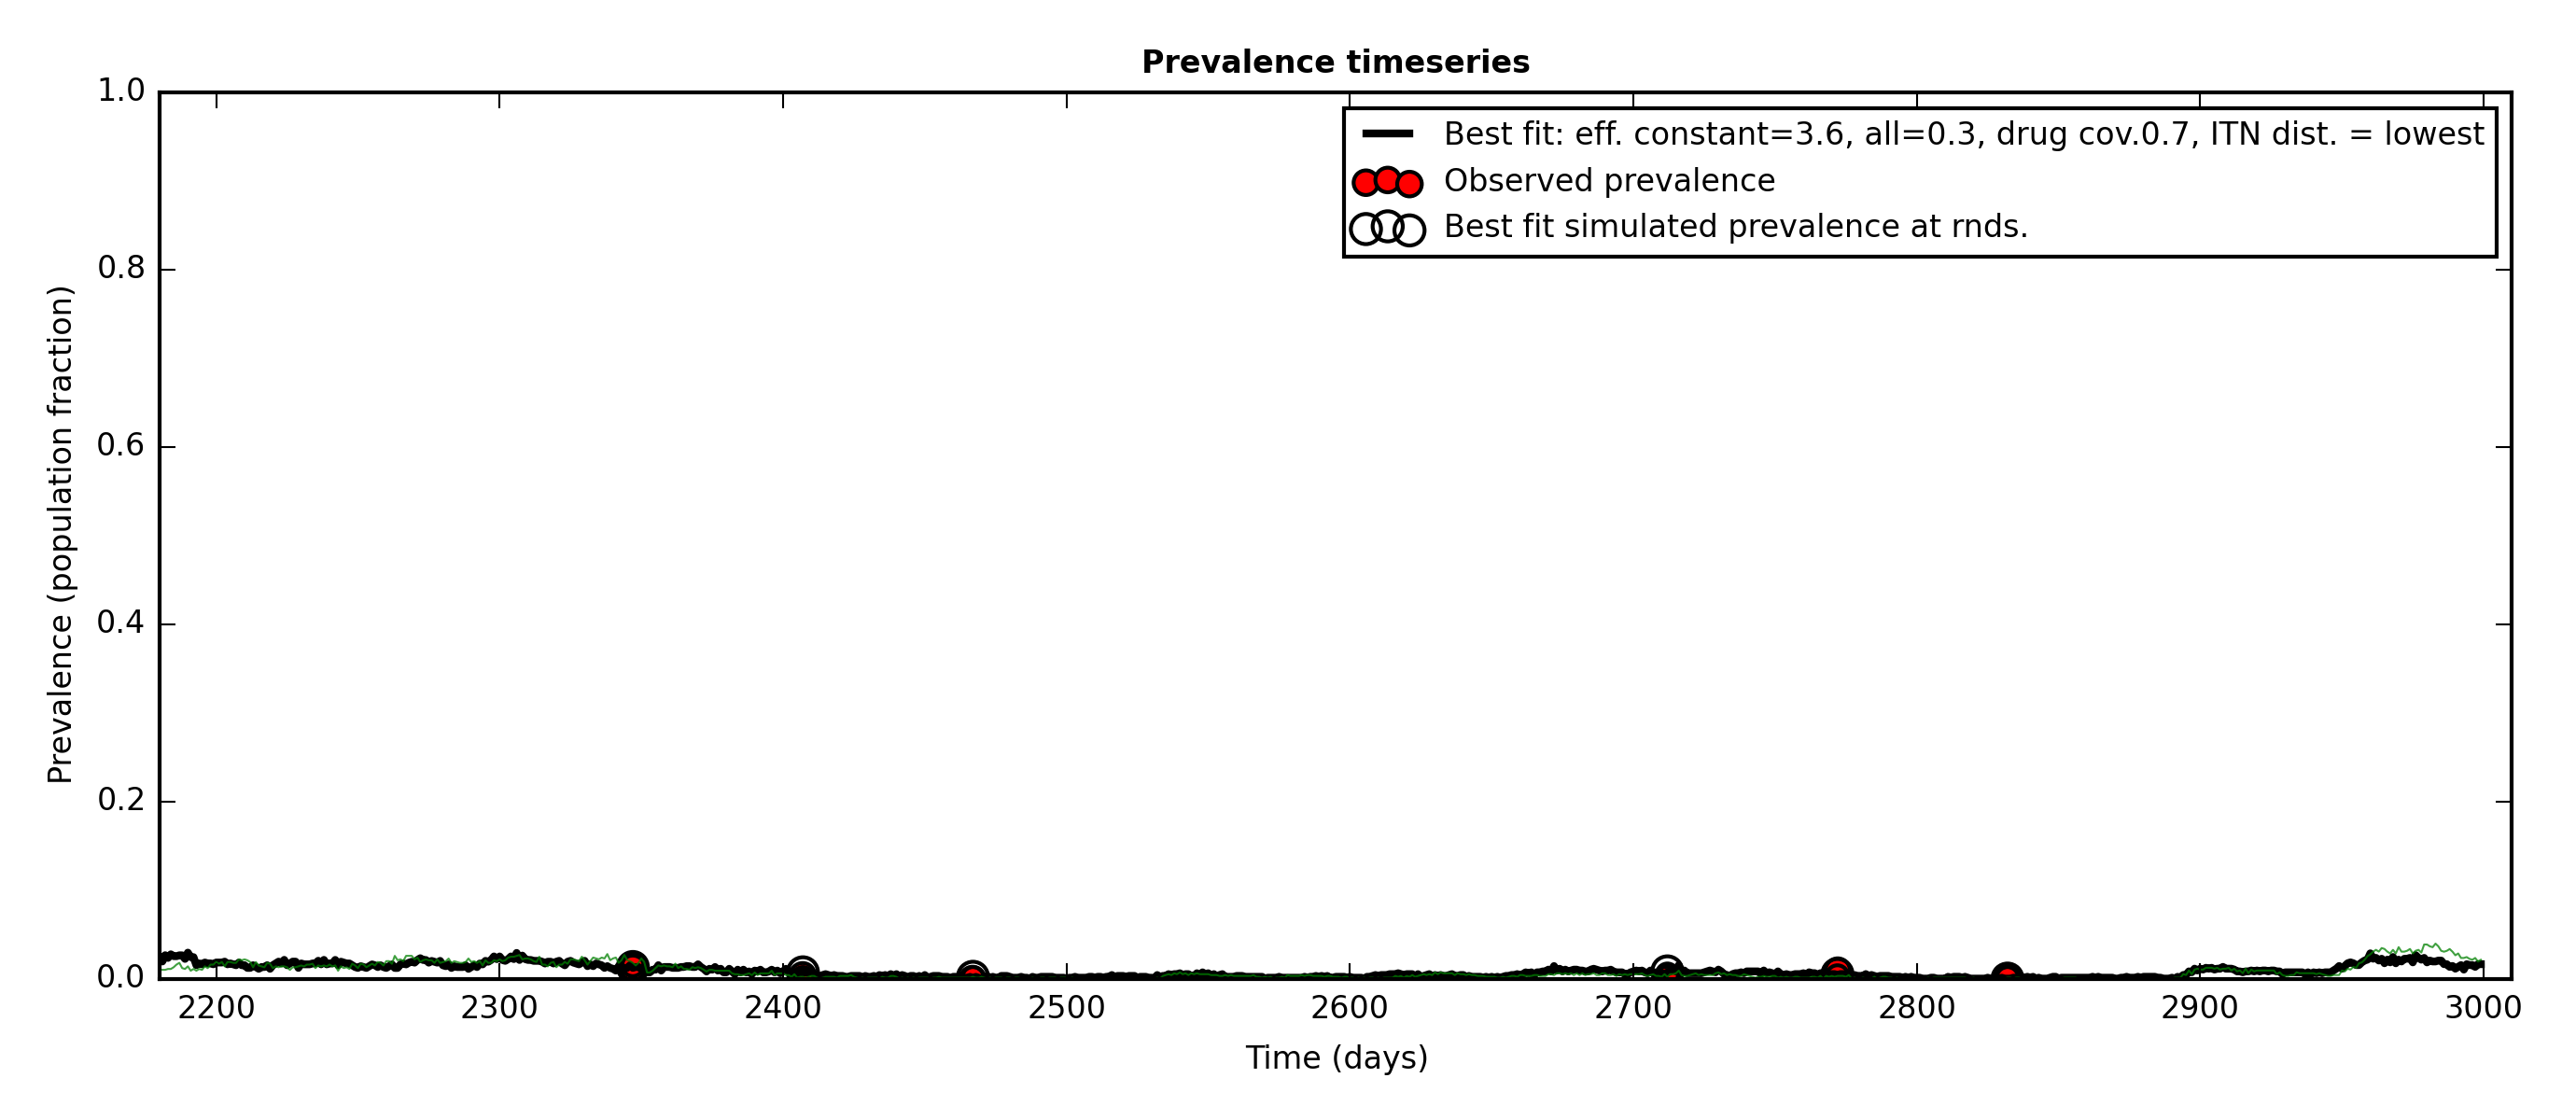 Prevalence timeseries
1.0
0.8
0.6
0.4
0.2
0.0
Prevalence (population fraction)
Best fit: eff. constant=3.6, all=0.3, drug cov.0.7, ITN dist. = lowest
Observed prevalence
Best fit simulated prevalence at rnds.
2200 2300 2400 2500 2600 2700 2800 2900 3000
Time (days)